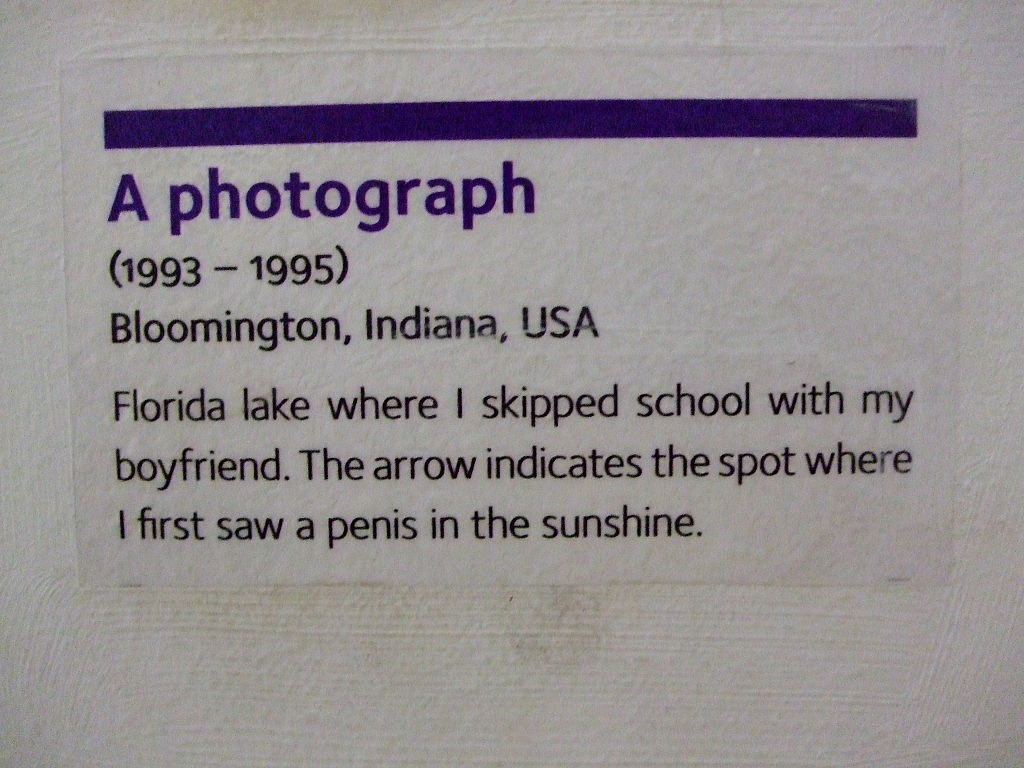 A photograph
(1993 – 1995)
Bloomington, Indiana, USA
Florida lake where I skipped school with my
boyfriend. The arrow indicates the spot where
I first saw a penis in the sunshine.